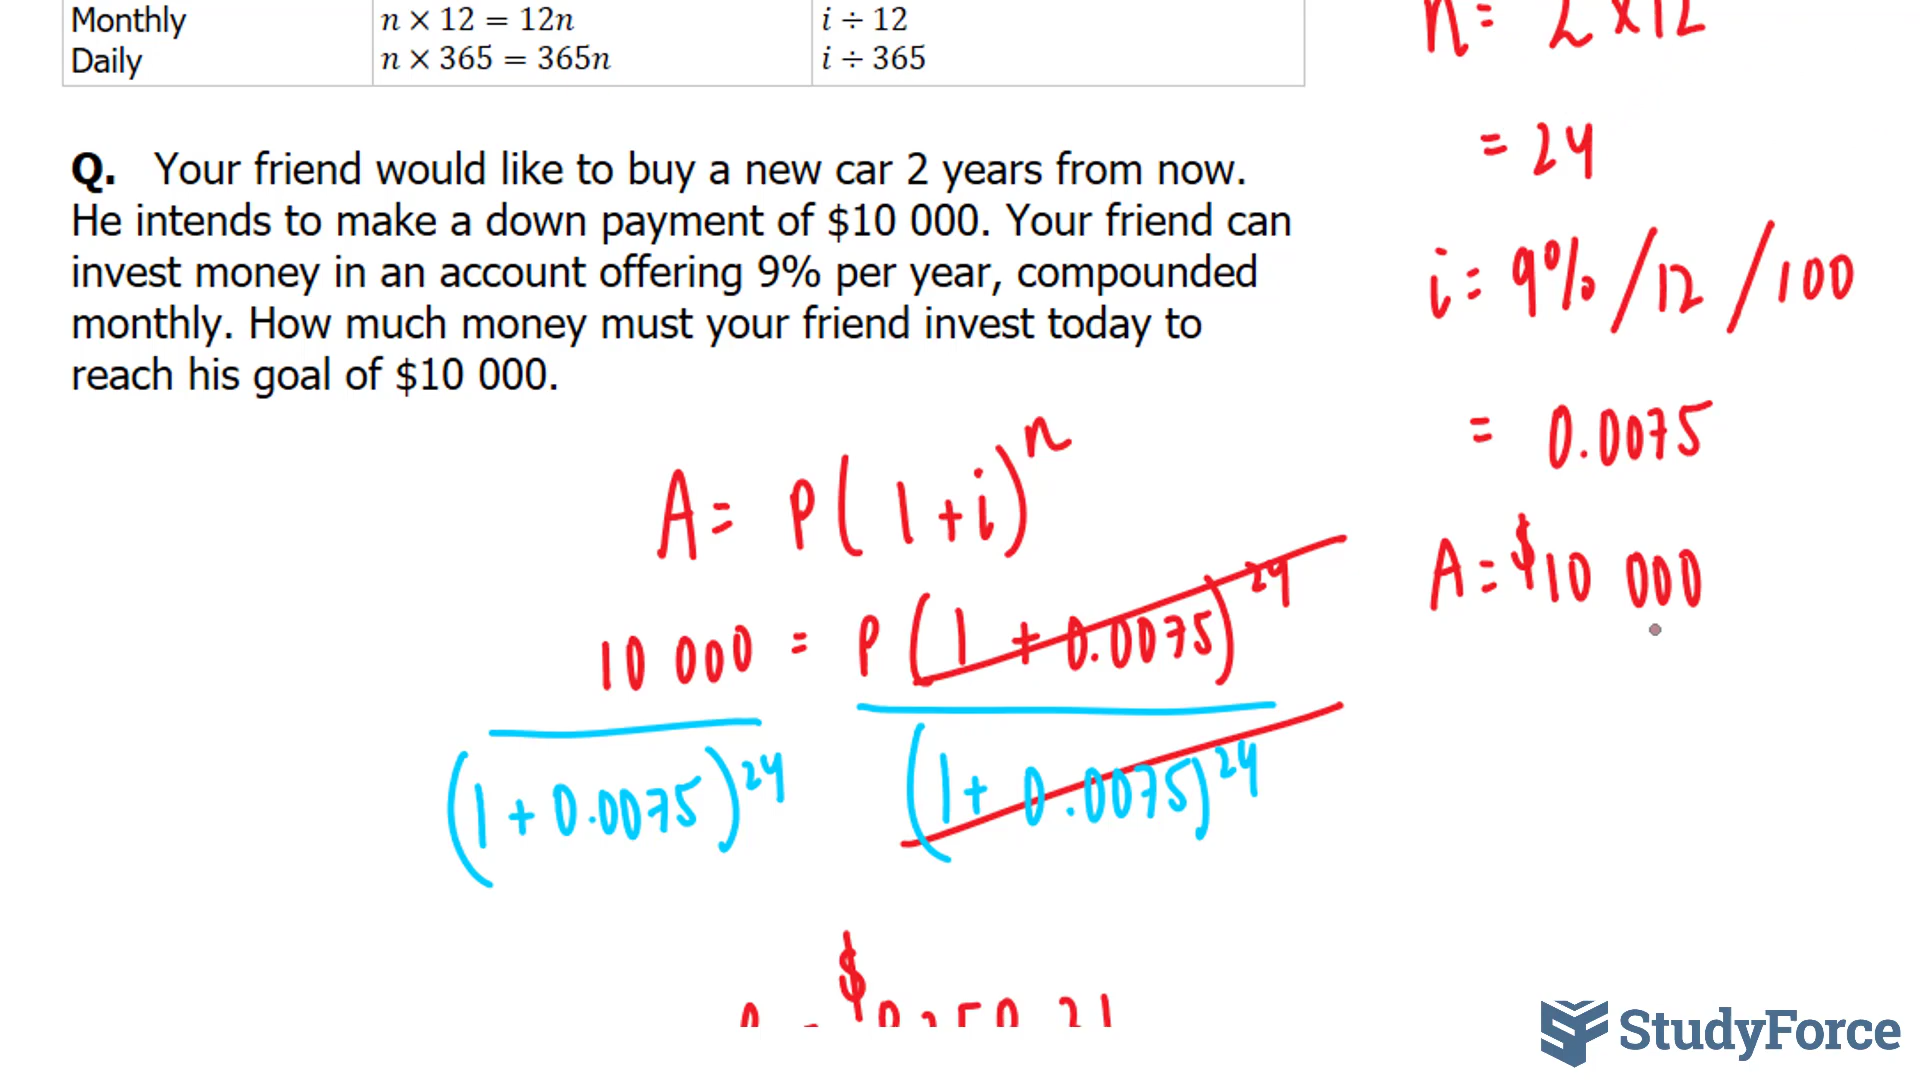 Monthly n × 12 = 12n i ÷ 12
Daily n × 365 = 365n i ÷ 365
Q. Your friend would like to buy a new car 2 years from now.
He intends to make a down payment of $10 000. Your friend can
invest money in an account offering 9% per year, compounded
monthly. How much money must your friend invest today to
reach his goal of $10 000.
A = P(1+i)^n
10 000 = P(1 + 0.0075)^24
(1 + 0.0075)^24 (1 + 0.0075)^24
n = 2 x 12
= 24
i = 9% / 12 / 100
= 0.0075
A = $10 000
StudyForce